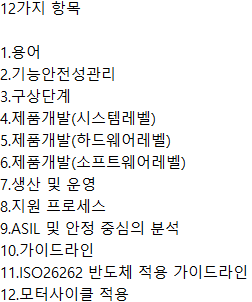 12가지 항목
1.용어
2.기능안전성관리
3.구상단계
4.제품개발(시스템레벨)
5.제품개발(하드웨어레벨)
6.제품개발(소프트웨어레벨)
7.생산 및 운영
8.지원 프로세스
9.ASIL 및 안정 중심의 분석
10.가이드라인
11.ISO26262 반도체 적용 가이드라인
12.모터사이클 적용